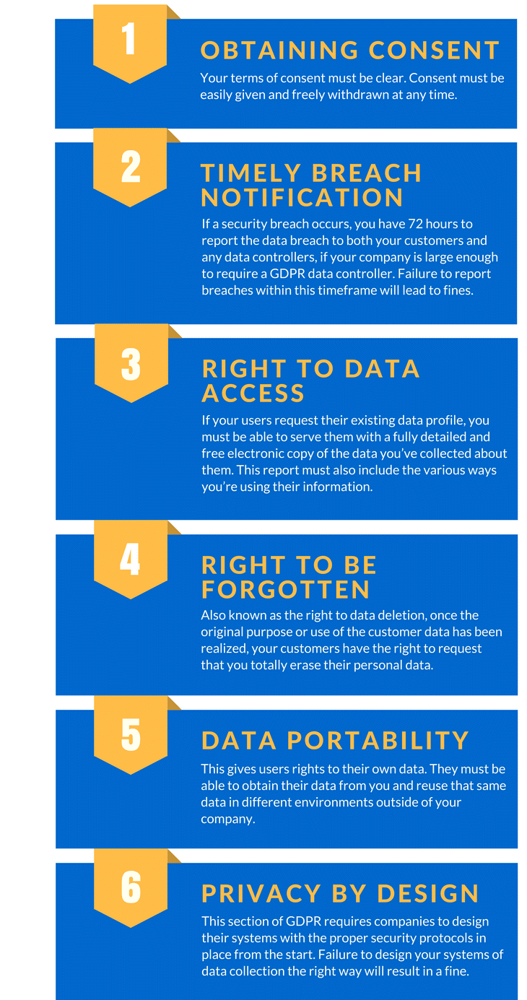 1
OBTAINING CONSENT
Your terms of consent must be clear. Consent must be
easily given and freely withdrawn at any time.
2
TIMELY BREACH
NOTIFICATION
If a security breach occurs, you have 72 hours to
report the data breach to both your customers and
any data controllers, if your company is large enough
to require a GDPR data controller. Failure to report
breaches within this timeframe will lead to fines.
3
RIGHT TO DATA
ACCESS
If your users request their existing data profile, you
must be able to serve them with a fully detailed and
free electronic copy of the data you’ve collected about
them. This report must also include the various ways
you’re using their information.
4
RIGHT TO BE
FORGOTTEN
Also known as the right to data deletion, once the
original purpose or use of the customer data has been
realized, your customers have the right to request
that you totally erase their personal data.
5
DATA PORTABILITY
This gives users rights to their own data. They must be
able to obtain their data from you and reuse that same
data in different environments outside of your
company.
6
PRIVACY BY DESIGN
This section of GDPR requires companies to design
their systems with the proper security protocols in
place from the start. Failure to design your systems of
data collection the right way will result in a fine.